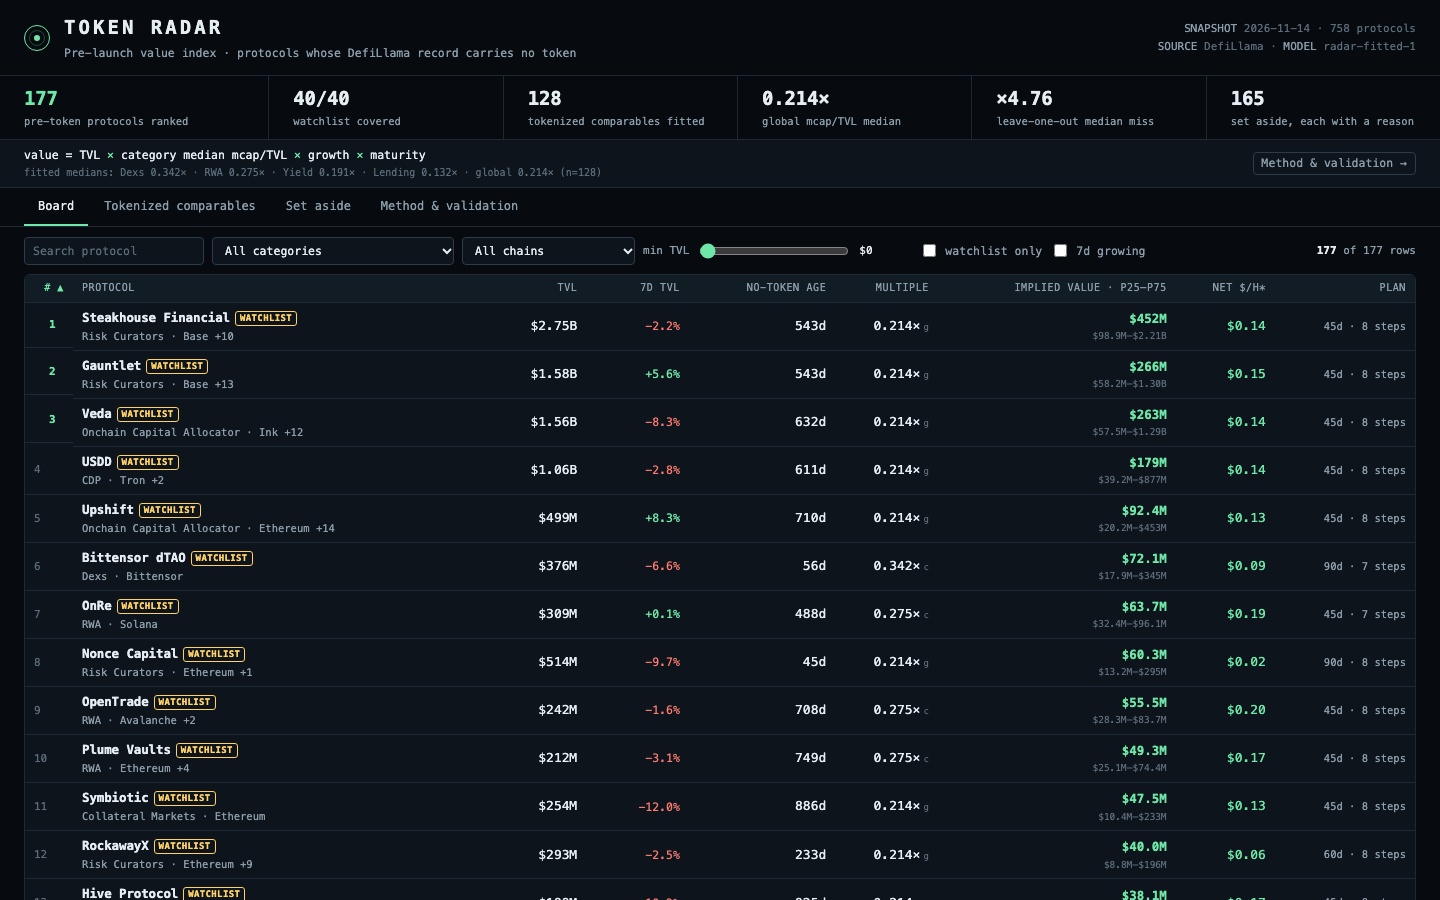 TOKEN RADAR
Pre-launch value index · protocols whose DefiLlama record carries no token
SNAPSHOT 2026-11-14 · 758 protocols
SOURCE DefiLlama · MODEL radar-fitted-1
177
pre-token protocols ranked
40/40
watchlist covered
128
tokenized comparables fitted
0.214×
global mcap/TVL median
×4.76
leave-one-out median miss
165
set aside, each with a reason
value = TVL × category median mcap/TVL × growth × maturity
fitted medians: Dexs 0.342× · RWA 0.275× · Yield 0.191× · Lending 0.132× · global 0.214× (n=128)
Method & validation →
Board Tokenized comparables Set aside Method & validation
Search protocol All categories All chains min TVL $0 watchlist only 7d growing 177 of 177 rows
# ▲ PROTOCOL TVL 7D TVL NO-TOKEN AGE MULTIPLE IMPLIED VALUE · P25–P75 NET $/H* PLAN
1 Steakhouse Financial WATCHLIST $2.75B −2.2% 543d 0.214× g $452M $0.14 45d · 8 steps
Risk Curators · Base +10 $98.9M–$2.21B
2 Gauntlet WATCHLIST $1.58B +5.6% 543d 0.214× g $266M $0.15 45d · 8 steps
Risk Curators · Base +13 $58.2M–$1.30B
3 Veda WATCHLIST $1.56B −8.3% 632d 0.214× g $263M $0.14 45d · 8 steps
Onchain Capital Allocator · Ink +12 $57.5M–$1.29B
4 USDD WATCHLIST $1.06B −2.8% 611d 0.214× g $179M $0.14 45d · 8 steps
CDP · Tron +2 $39.2M–$877M
5 Upshift WATCHLIST $499M +8.3% 710d 0.214× g $92.4M $0.13 45d · 8 steps
Onchain Capital Allocator · Ethereum +14 $20.2M–$453M
6 Bittensor dTAO WATCHLIST $376M −6.6% 56d 0.342× c $72.1M $0.09 90d · 7 steps
Dexs · Bittensor $17.9M–$345M
7 OnRe WATCHLIST $309M +0.1% 488d 0.275× c $63.7M $0.19 45d · 7 steps
RWA · Solana $32.4M–$96.1M
8 Nonce Capital WATCHLIST $514M −9.7% 45d 0.214× g $60.3M $0.02 90d · 8 steps
Risk Curators · Ethereum +1 $13.2M–$295M
9 OpenTrade WATCHLIST $242M −1.6% 708d 0.275× c $55.5M $0.20 45d · 8 steps
RWA · Avalanche +2 $28.3M–$83.7M
10 Plume Vaults WATCHLIST $212M −3.1% 749d 0.275× c $49.3M $0.17 45d · 8 steps
RWA · Ethereum +4 $25.1M–$74.4M
11 Symbiotic WATCHLIST $254M −12.0% 886d 0.214× g $47.5M $0.13 45d · 8 steps
Collateral Markets · Ethereum $10.4M–$233M
12 RockawayX WATCHLIST $293M −2.5% 233d 0.214× g $40.0M $0.06 60d · 8 steps
Risk Curators · Ethereum +9 $8.8M–$196M
Hive Protocol WATCHLIST $38.1M